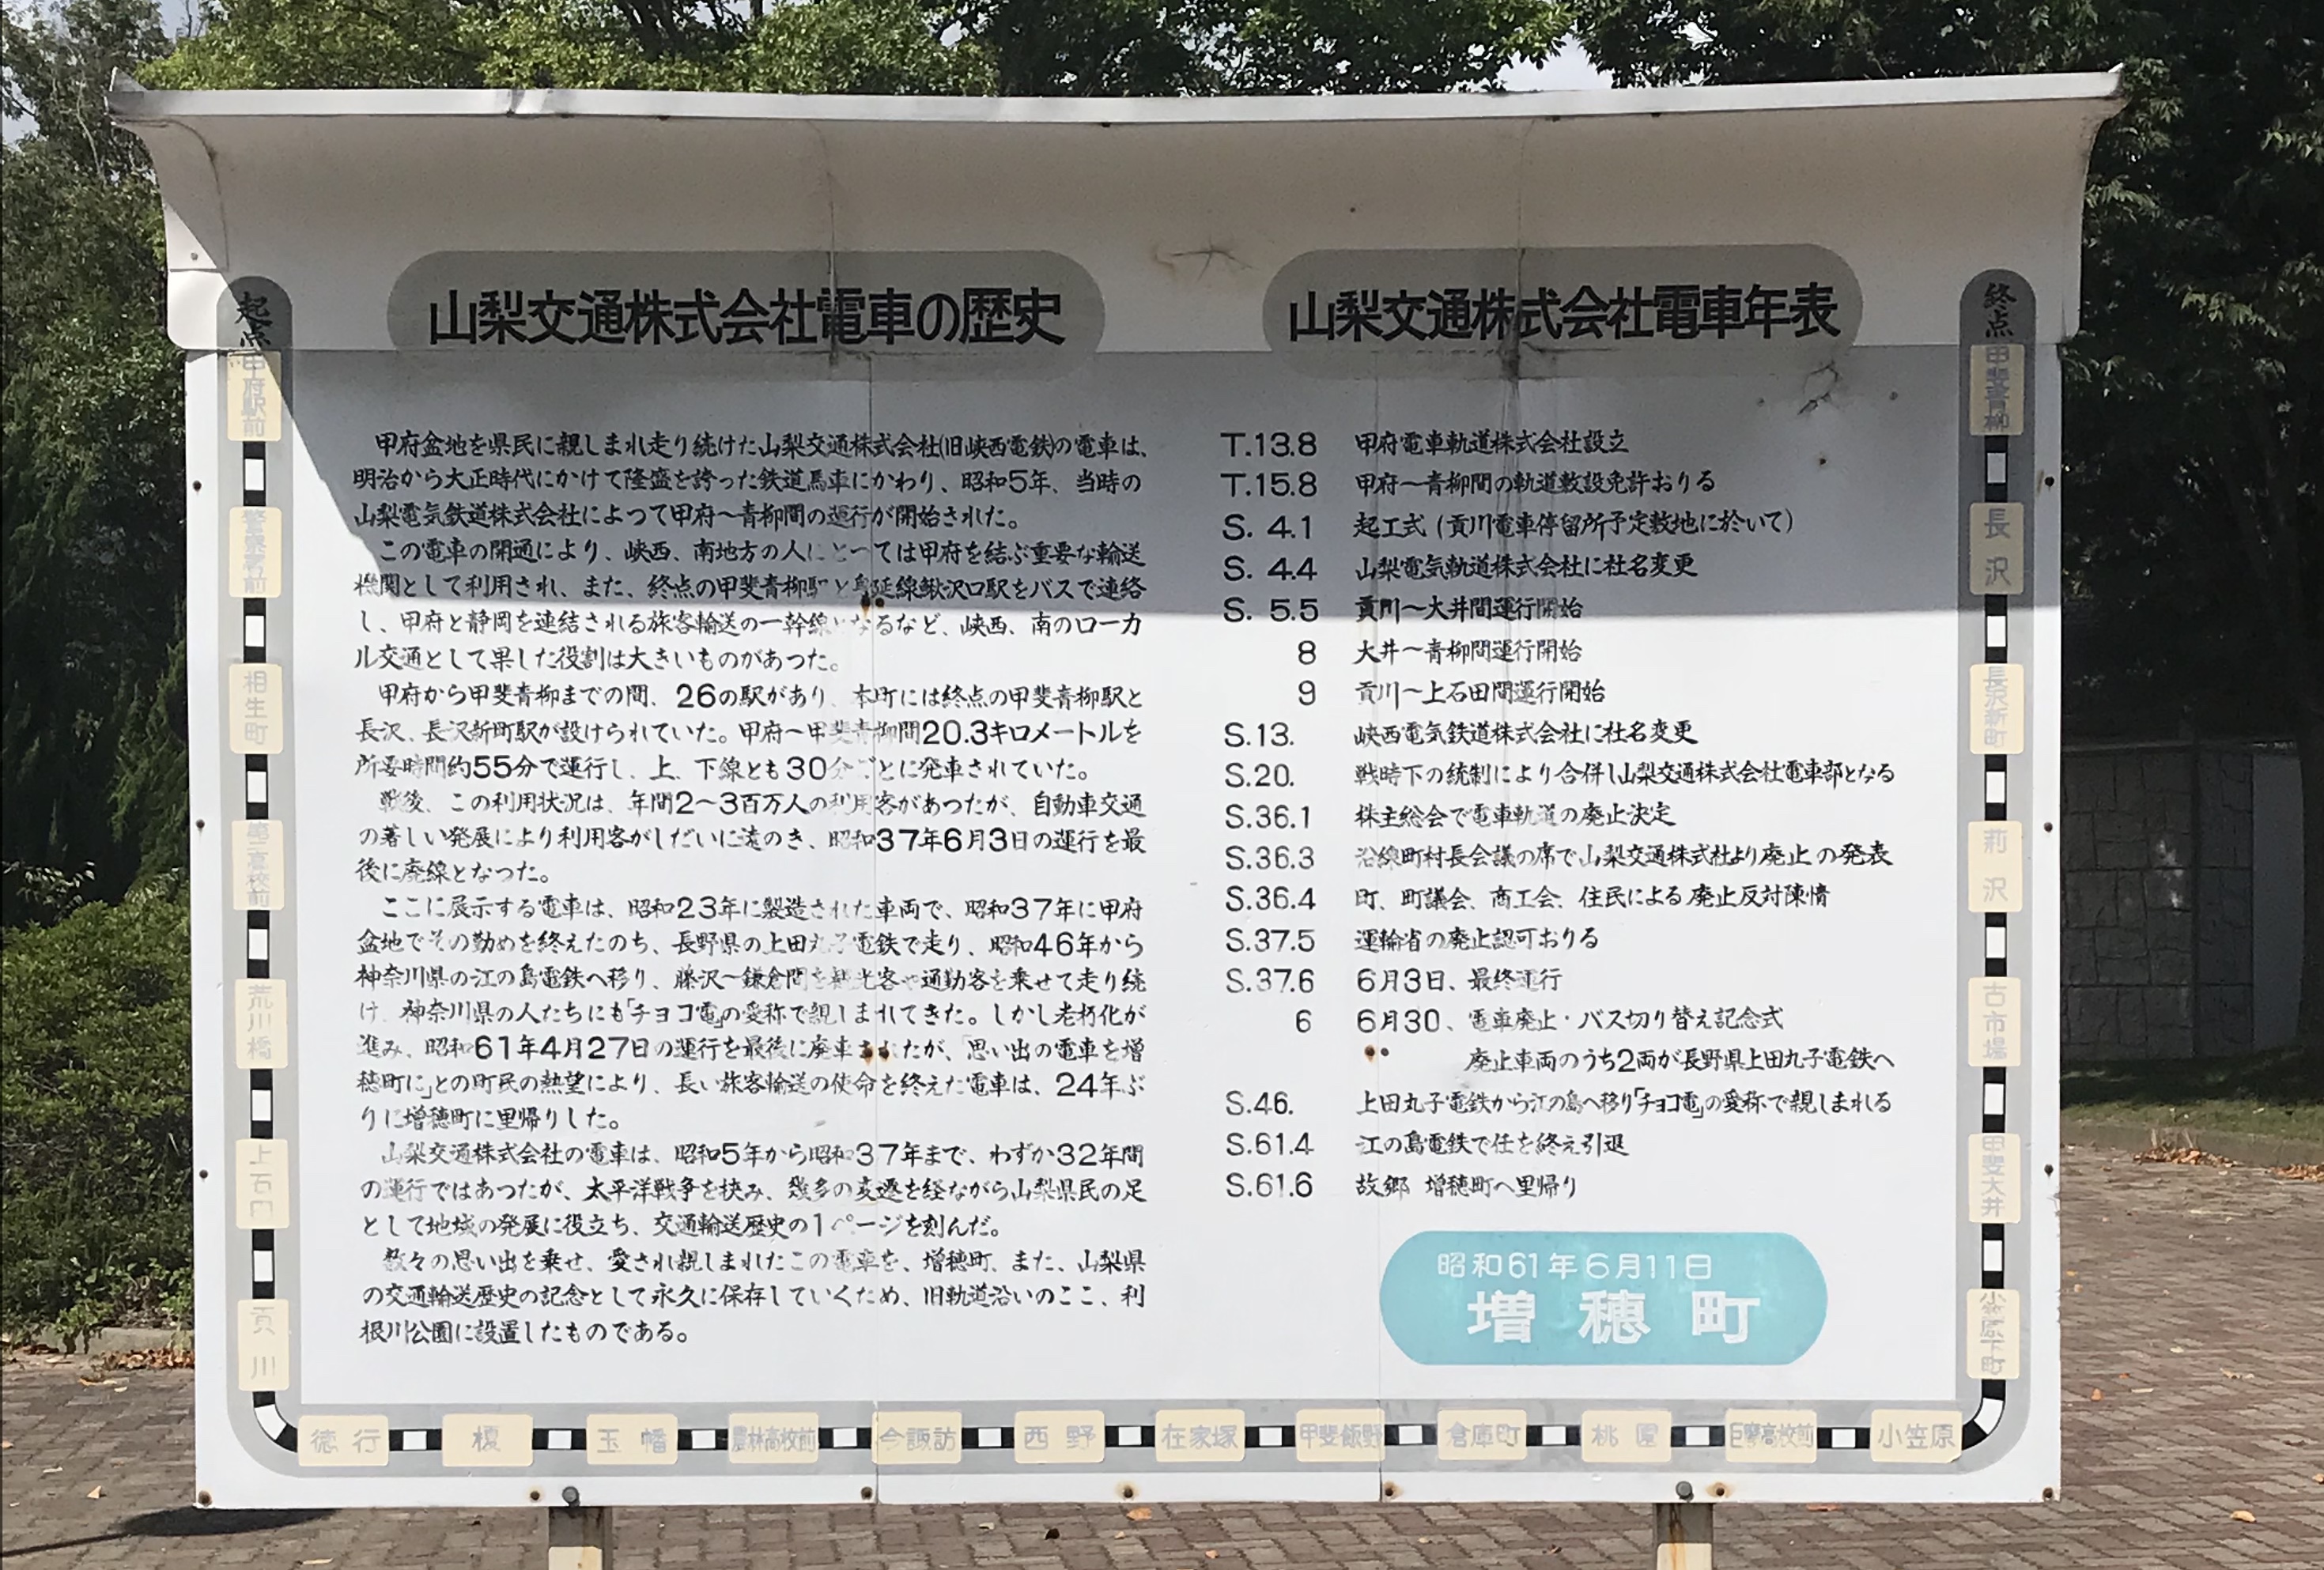 山梨交通株式会社電車の歴史
甲府盆地を県民に親しまれ走り続けた山梨交通株式会社(旧峡西電鉄)の電車は、
明治から大正時代にかけて隆盛を誇った鉄道馬車にかわり、昭和5年、当時の
山梨電気鉄道株式会社によつて甲府〜青柳間の運行が開始された。
この電車の開通により、峡西、南地方の人にとっては甲府を結ぶ重要な輸送
機関として利用され、また、終点の甲斐青柳駅と身延線鰍沢口駅をバスで連絡
し、甲府と静岡を連結される旅客輸送の一幹線となるなど、峡西、南のローカ
ル交通として果した役割は大きいものがあつた。
甲府から甲斐青柳までの間、26の駅があり、本町には終点の甲斐青柳駅と
長沢、長沢新町駅が設けられていた。甲府〜甲斐青柳間20.3キロメートルを
所要時間約55分で運行し、上、下線とも30分ごとに発車されていた。
戦後、この利用状況は、年間2〜3百万人の利用客があつたが、自動車交通
の著しい発展により利用客がしだいに遠のき、昭和37年6月3日の運行を最
後に廃線となつた。
ここに展示する電車は、昭和23年に製造された車両で、昭和37年に甲府
盆地でその勤めを終えたのち、長野県の上田丸子電鉄で走り、昭和46年から
神奈川県の江の島電鉄へ移り、藤沢〜鎌倉間を観光客や通勤客を乗せて走り続
け、神奈川県の人たちにも「チョコ電」の愛称で親しまれてきた。しかし老朽化が
進み、昭和61年4月27日の運行を最後に廃車されたが、「思い出の電車を増
穂町に」との町民の熱望により、長い旅客輸送の使命を終えた電車は、24年ぶ
りに増穂町に里帰りした。
山梨交通株式会社の電車は、昭和5年から昭和37年まで、わずか32年間
の運行ではあつたが、太平洋戦争を挟み、幾多の変遷を経ながら山梨県民の足
として地域の発展に役立ち、交通輸送歴史の1ページを刻んだ。
数々の思い出を乗せ、愛され親しまれたこの電車を、増穂町、また、山梨県
の交通輸送歴史の記念として永久に保存していくため、旧軌道沿いのここ、利
根川公園に設置したものである。
山梨交通株式会社電車年表
T.13.8 甲府電車軌道株式会社設立
T.15.8 甲府〜青柳間の軌道敷設免許おりる
S. 4.1 起工式(貢川電車停留所予定敷地に於いて)
S. 4.4 山梨電気軌道株式会社に社名変更
S. 5.5 貢川〜大井間運行開始
8 大井〜青柳間運行開始
9 貢川〜上石田間運行開始
S.13. 峡西電気鉄道株式会社に社名変更
S.20. 戦時下の統制により合併し山梨交通株式会社電車部となる
S.36.1 株主総会で電車軌道の廃止決定
S.36.3 沿線町村長会議の席で山梨交通株式社より廃止の発表
S.36.4 町、町議会、商工会、住民による廃止反対陳情
S.37.5 運輸省の廃止認可おりる
S.37.6 6月3日、最終運行
6 6月30、電車廃止・バス切り替え記念式
廃止車両のうち2両が長野県上田丸子電鉄へ
S.46. 上田丸子電鉄から江の島へ移り「チョコ電」の愛称で親しまれる
S.61.4 江の島電鉄で任を終え引退
S.61.6 故郷 増穂町へ里帰り
昭和61年6月11日
増穂町
起点
甲府駅前
警察署前
相生町
第二高校前
荒川橋
上石田
貢川
徳行
榎
玉幡
農林高校前
今諏訪
西野
在家塚
甲斐飯野
倉庫町
桃園
巨摩高校前
小笠原
小笠原下町
甲斐大井
古市場
荊沢
長沢新町
長沢
甲斐青柳
終点